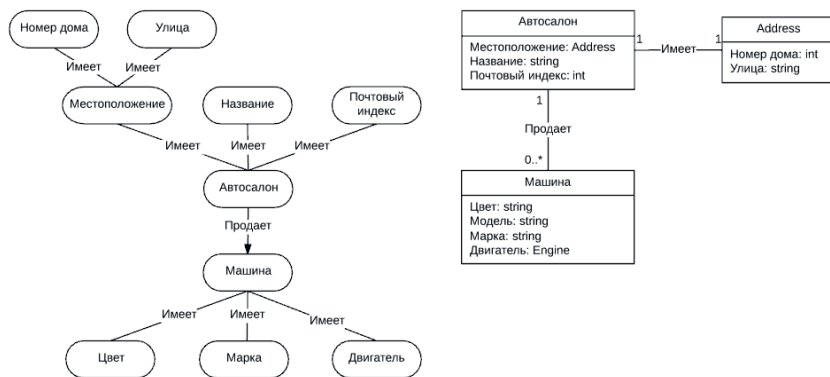 Номер дома
Улица
Имеет
Имеет
Местоположение
Название
Почтовый
индекс
Имеет
Имеет
Имеет
Автосалон
Продает
Машина
Имеет
Имеет
Имеет
Цвет
Марка
Двигатель
Автосалон
Местоположение: Address
Название: string
Почтовый индекс: int
1
Имеет
1
Address
Номер дома: int
Улица: string
1
Продает
0..*
Машина
Цвет: string
Модель: string
Марка: string
Двигатель: Engine